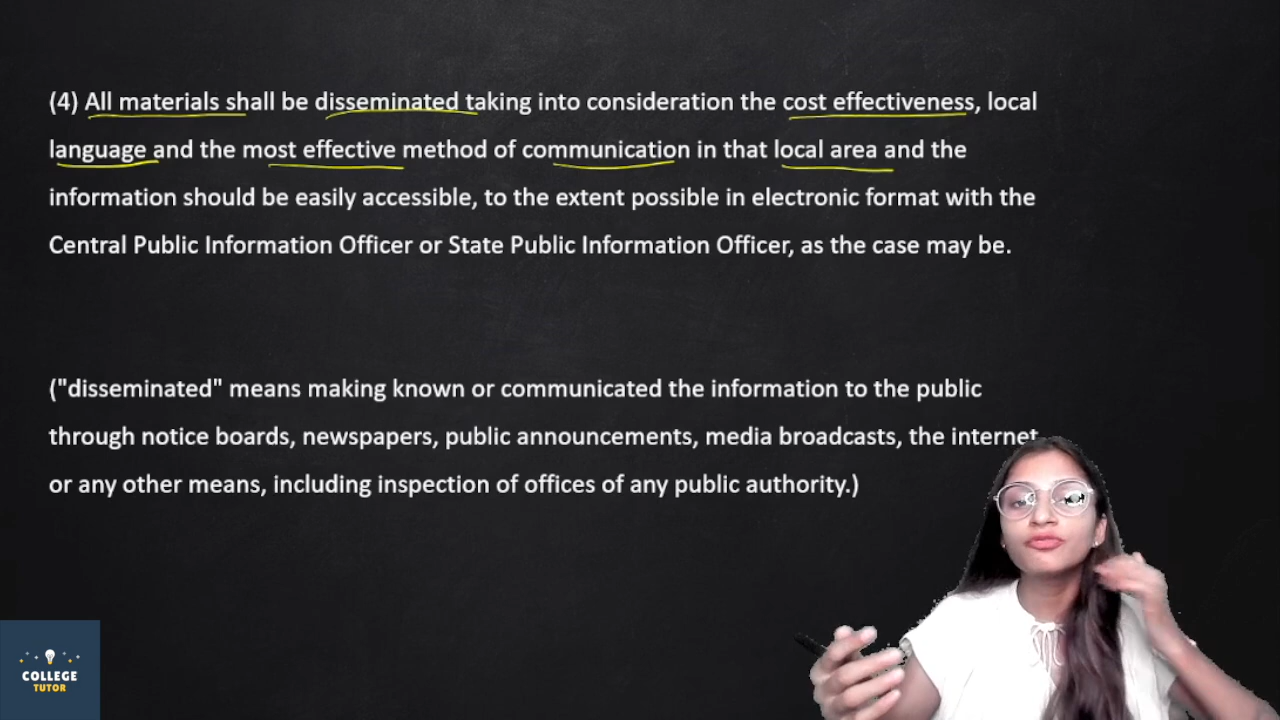 (4) All materials shall be disseminated taking into consideration the cost effectiveness, local
language and the most effective method of communication in that local area and the
information should be easily accessible, to the extent possible in electronic format with the
Central Public Information Officer or State Public Information Officer, as the case may be.
("disseminated" means making known or communicated the information to the public
through notice boards, newspapers, public announcements, media broadcasts, the internet
or any other means, including inspection of offices of any public authority.)
COLLEGE
TUTOR